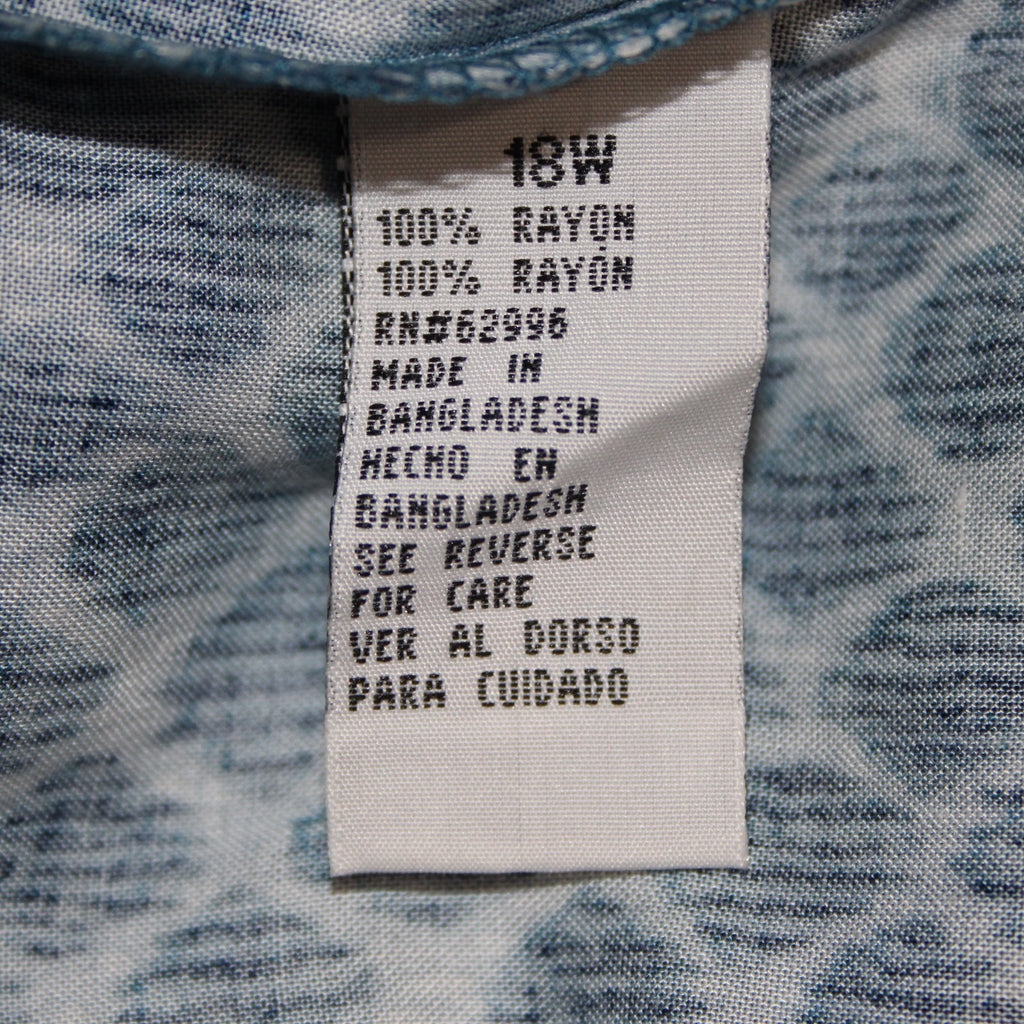 18W
100% RAYON
100% RAYÓN
RN#62996
MADE IN
BANGLADESH
HECHO EN
BANGLADESH
SEE REVERSE
FOR CARE
VER AL DORSO
PARA CUIDADO